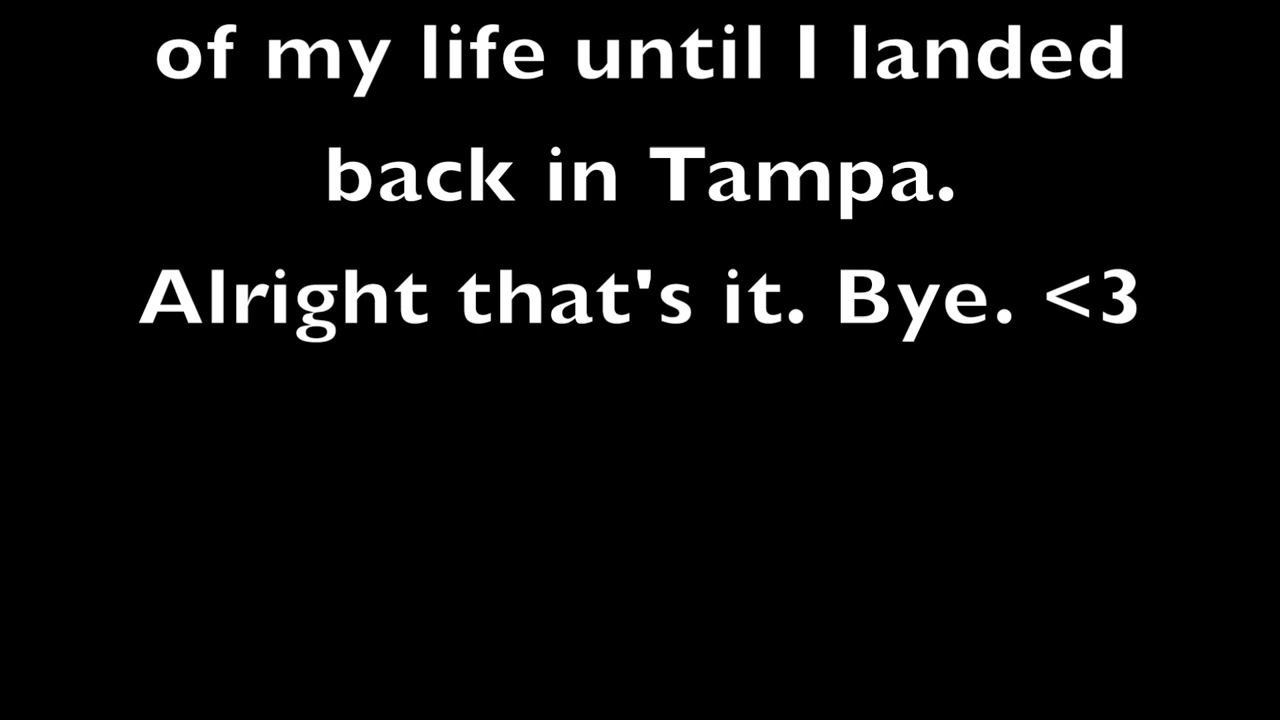 of my life until I landed
back in Tampa.
Alright that's it. Bye. <3